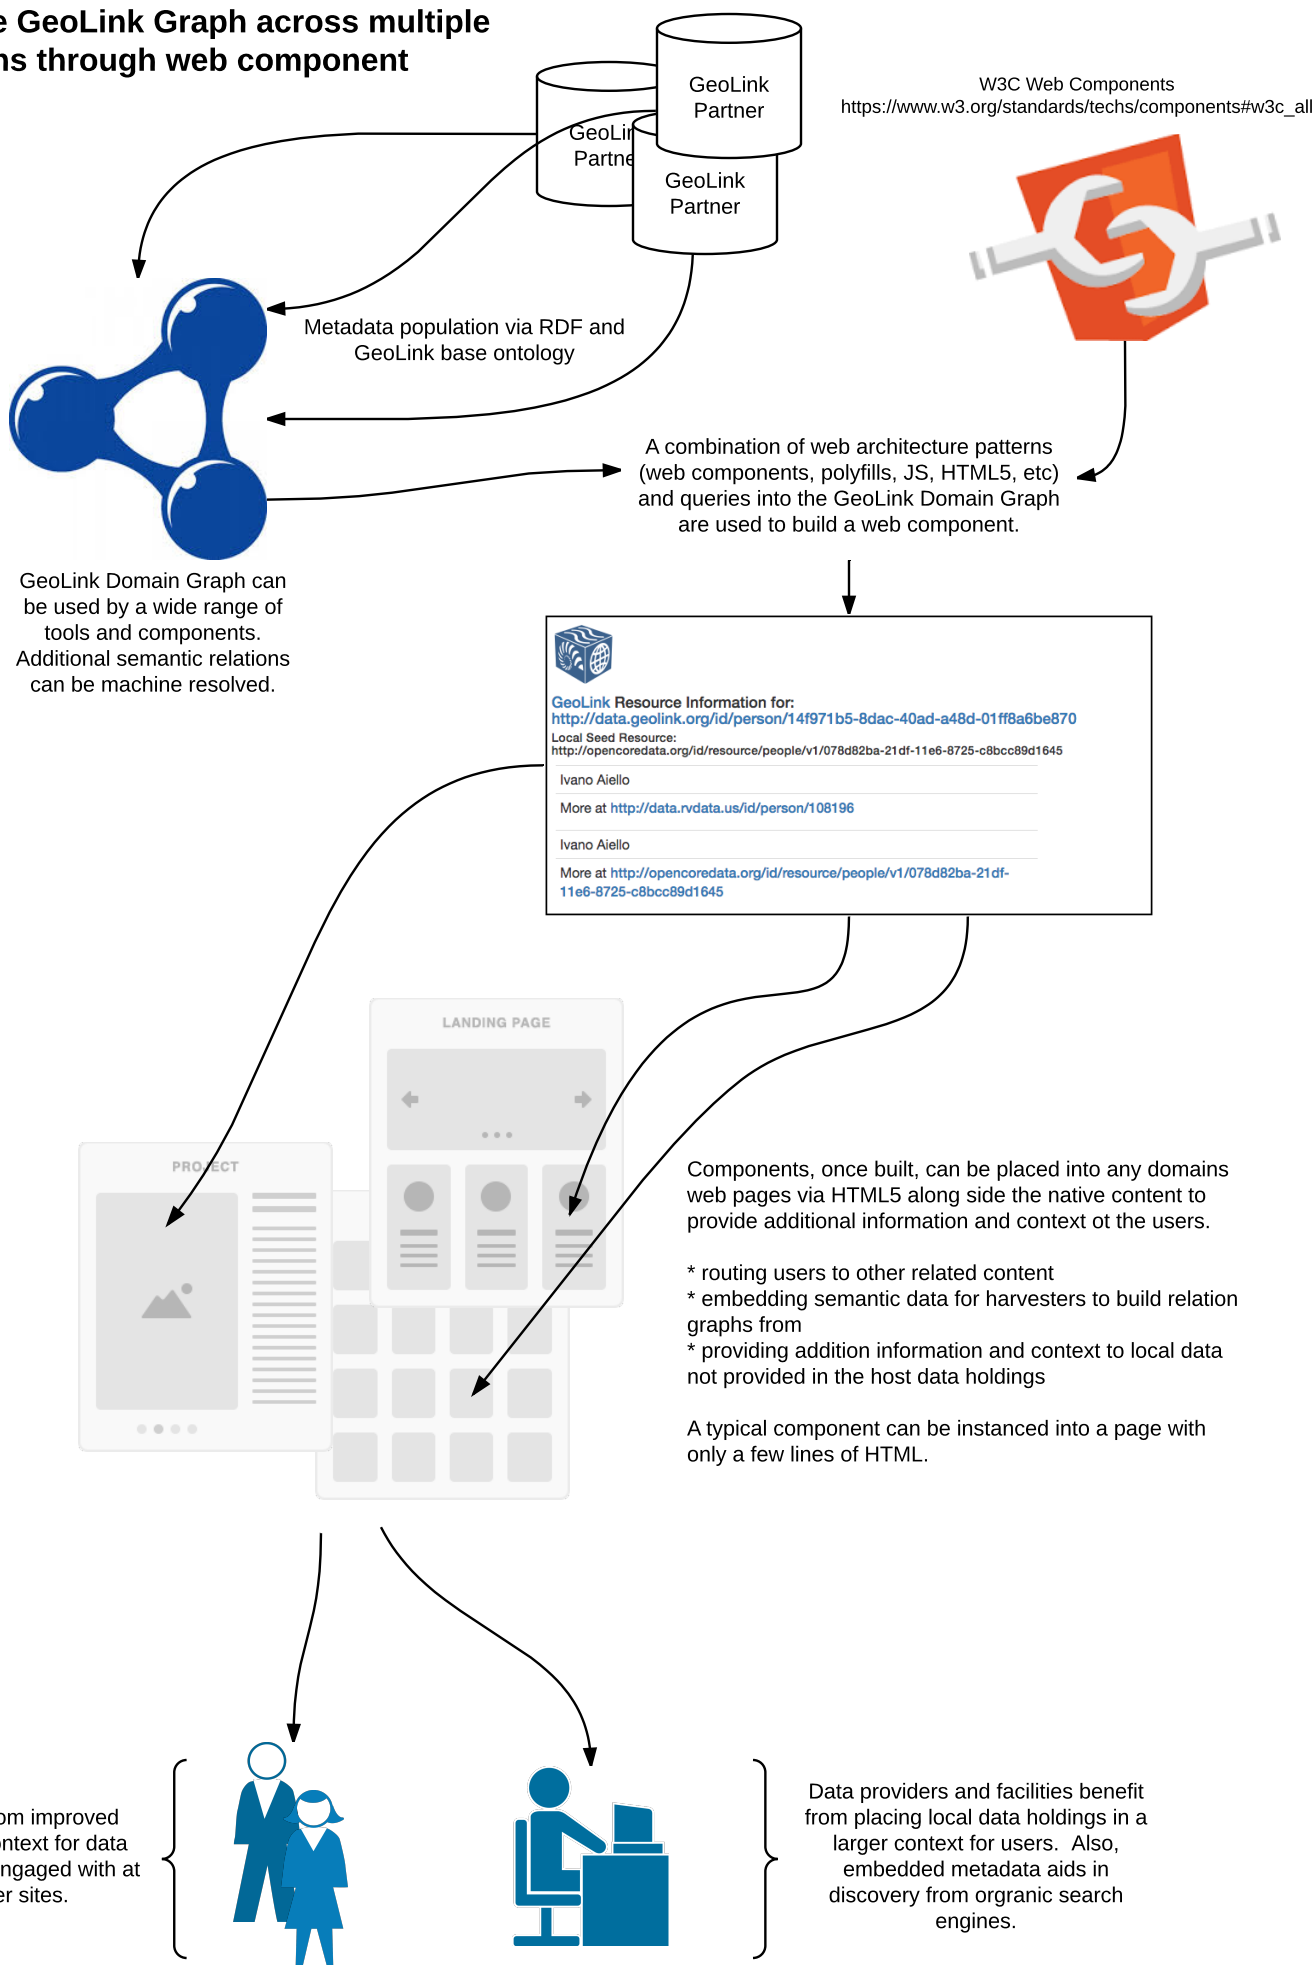 e GeoLink Graph across multiple
ns through web component
GeoLink
Partner
GeoLin
Partne
GeoLink
Partner
W3C Web Components
https://www.w3.org/standards/techs/components#w3c_all
Metadata population via RDF and
GeoLink base ontology
A combination of web architecture patterns
(web components, polyfills, JS, HTML5, etc)
and queries into the GeoLink Domain Graph
are used to build a web component.
GeoLink Domain Graph can
be used by a wide range of
tools and components.
Additional semantic relations
can be machine resolved.
GeoLink Resource Information for:
http://data.geolink.org/id/person/14f971b5-8dac-40ad-a48d-01ff8a6be870
Local Seed Resource:
http://opencoredata.org/id/resource/people/v1/078d82ba-21df-11e6-8725-c8bcc89d1645
Ivano Aiello
More at http://data.rvdata.us/id/person/108196
Ivano Aiello
More at http://opencoredata.org/id/resource/people/v1/078d82ba-21df-
11e6-8725-c8bcc89d1645
LANDING PAGE
PROJECT
Components, once built, can be placed into any domains
web pages via HTML5 along side the native content to
provide additional information and context ot the users.
* routing users to other related content
* embedding semantic data for harvesters to build relation
graphs from
* providing addition information and context to local data
not provided in the host data holdings
A typical component can be instanced into a page with
only a few lines of HTML.
om improved
ontext for data
engaged with at
er sites.
Data providers and facilities benefit
from placing local data holdings in a
larger context for users.  Also,
embedded metadata aids in
discovery from orgranic search
engines.